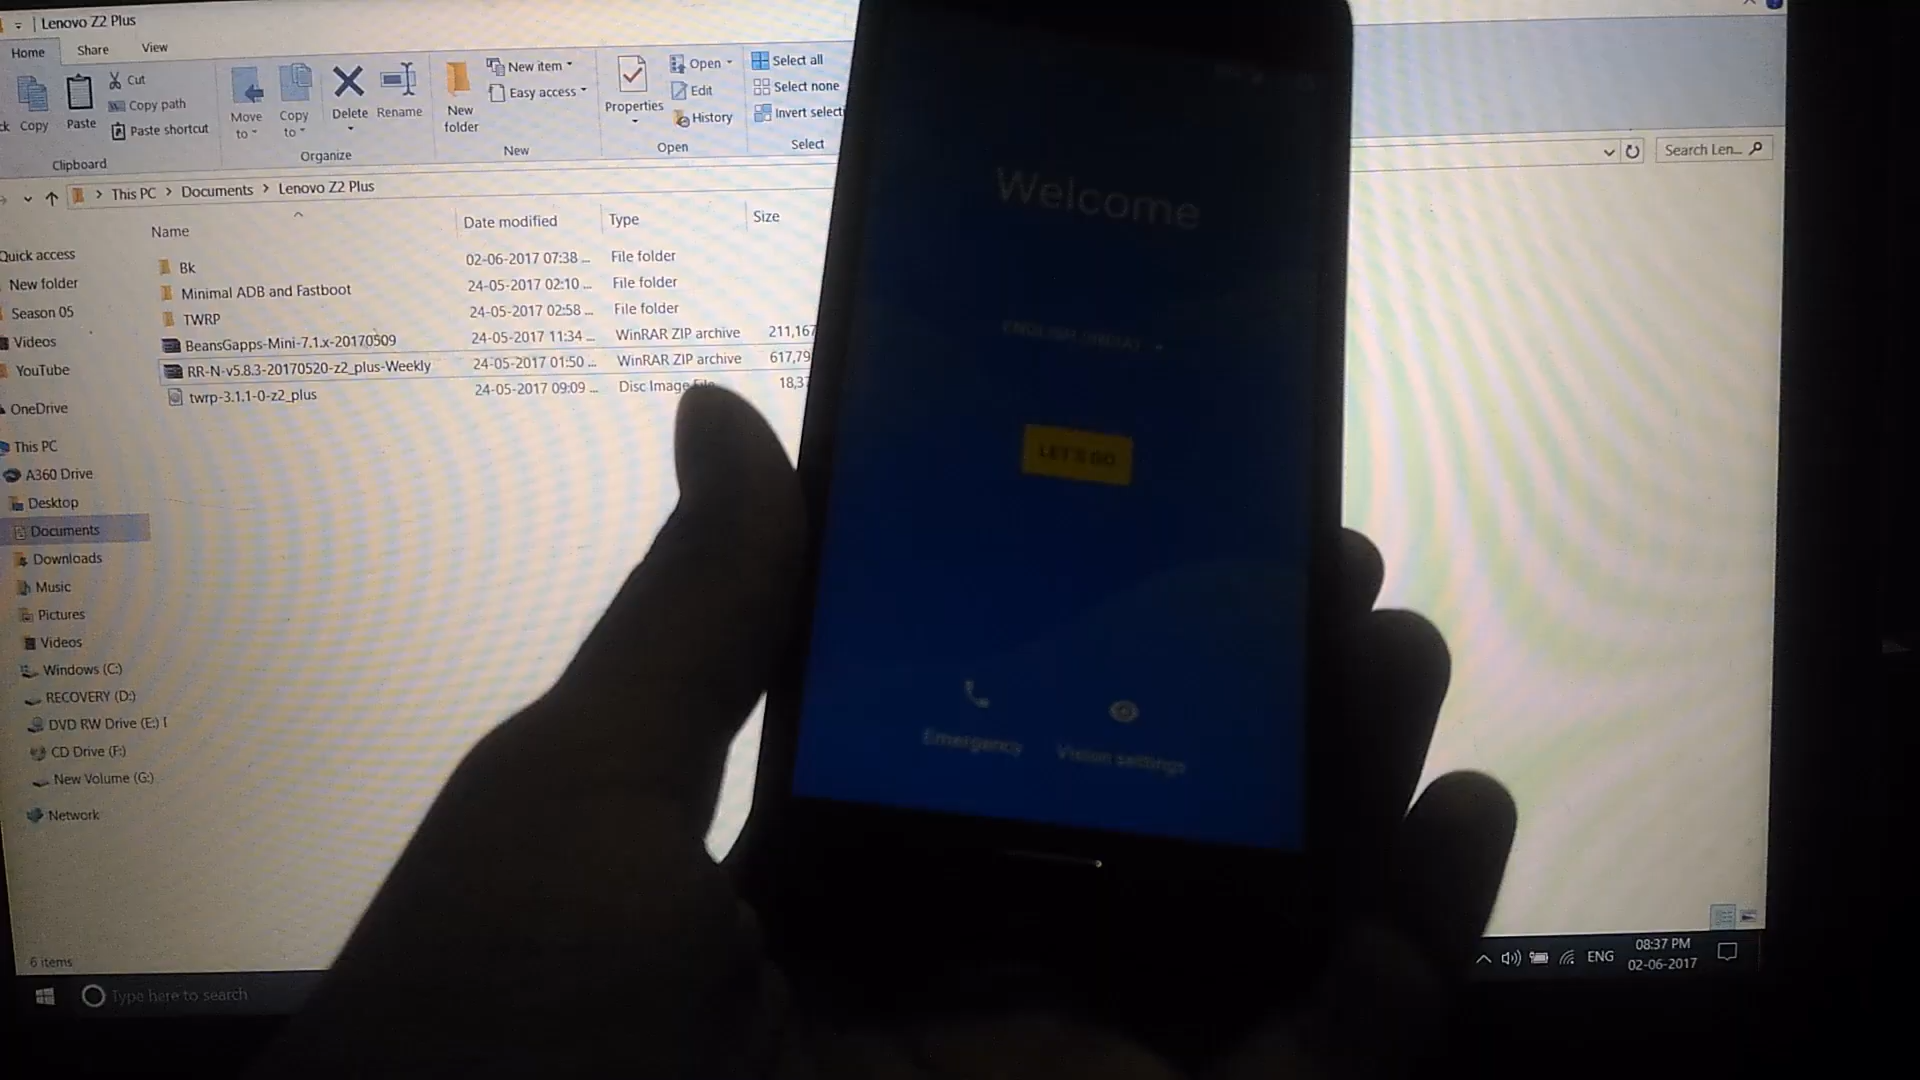 Lenovo Z2 Plus
Home Share View
Copy
Paste
Cut
Copy path
Paste shortcut
Clipboard
Move to
Copy to
Delete
Rename
Organize
New folder
New item
Easy access
New
Properties
Open
Edit
History
Open
Select all
Select none
Invert select
Select
This PC > Documents > Lenovo Z2 Plus
Search Len...
Name Date modified Type Size
Bk 02-06-2017 07:38 ... File folder
Minimal ADB and Fastboot 24-05-2017 02:10 ... File folder
TWRP 24-05-2017 02:58 ... File folder
BeansGapps-Mini-7.1.x-20170509 24-05-2017 11:34 ... WinRAR ZIP archive 211,167
RR-N-v5.8.3-20170520-z2_plus-Weekly 24-05-2017 01:50 ... WinRAR ZIP archive 617,79
twrp-3.1.1-0-z2_plus 24-05-2017 09:09 ... Disc Image File 18,37
Quick access
New folder
Season 05
Videos
YouTube
OneDrive
This PC
A360 Drive
Desktop
Documents
Downloads
Music
Pictures
Videos
Windows (C:)
RECOVERY (D:)
DVD RW Drive (E:)
CD Drive (F:)
New Volume (G:)
Network
6 items
Type here to search
Welcome
LET'S GO
Emergency
Vision settings
ENG
08:37 PM
02-06-2017